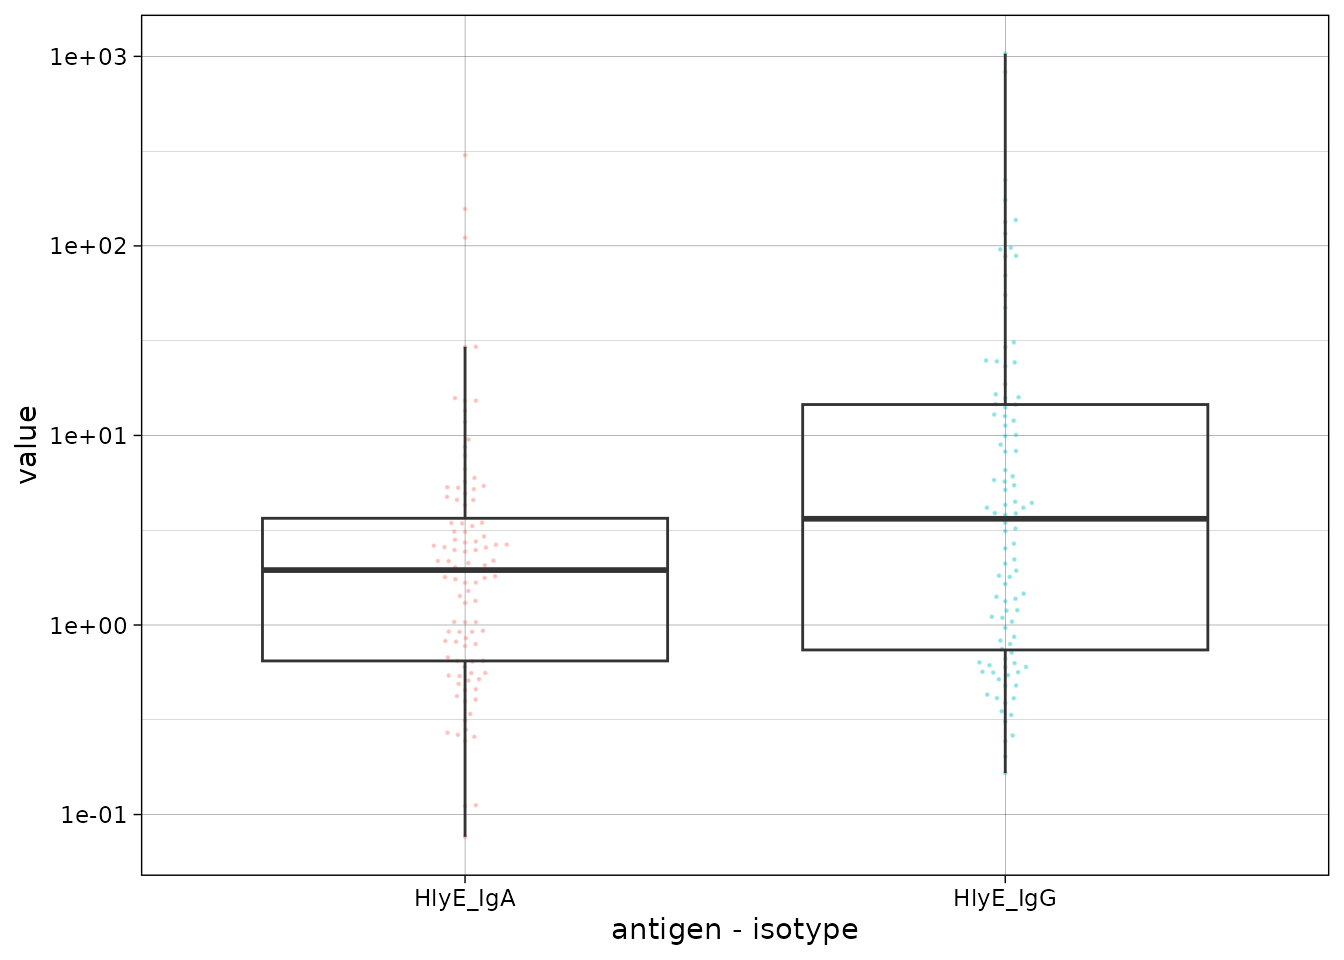 1e+03
1e+02
1e+01
1e+00
1e-01
value
HlyE_IgA
HlyE_IgG
antigen - isotype